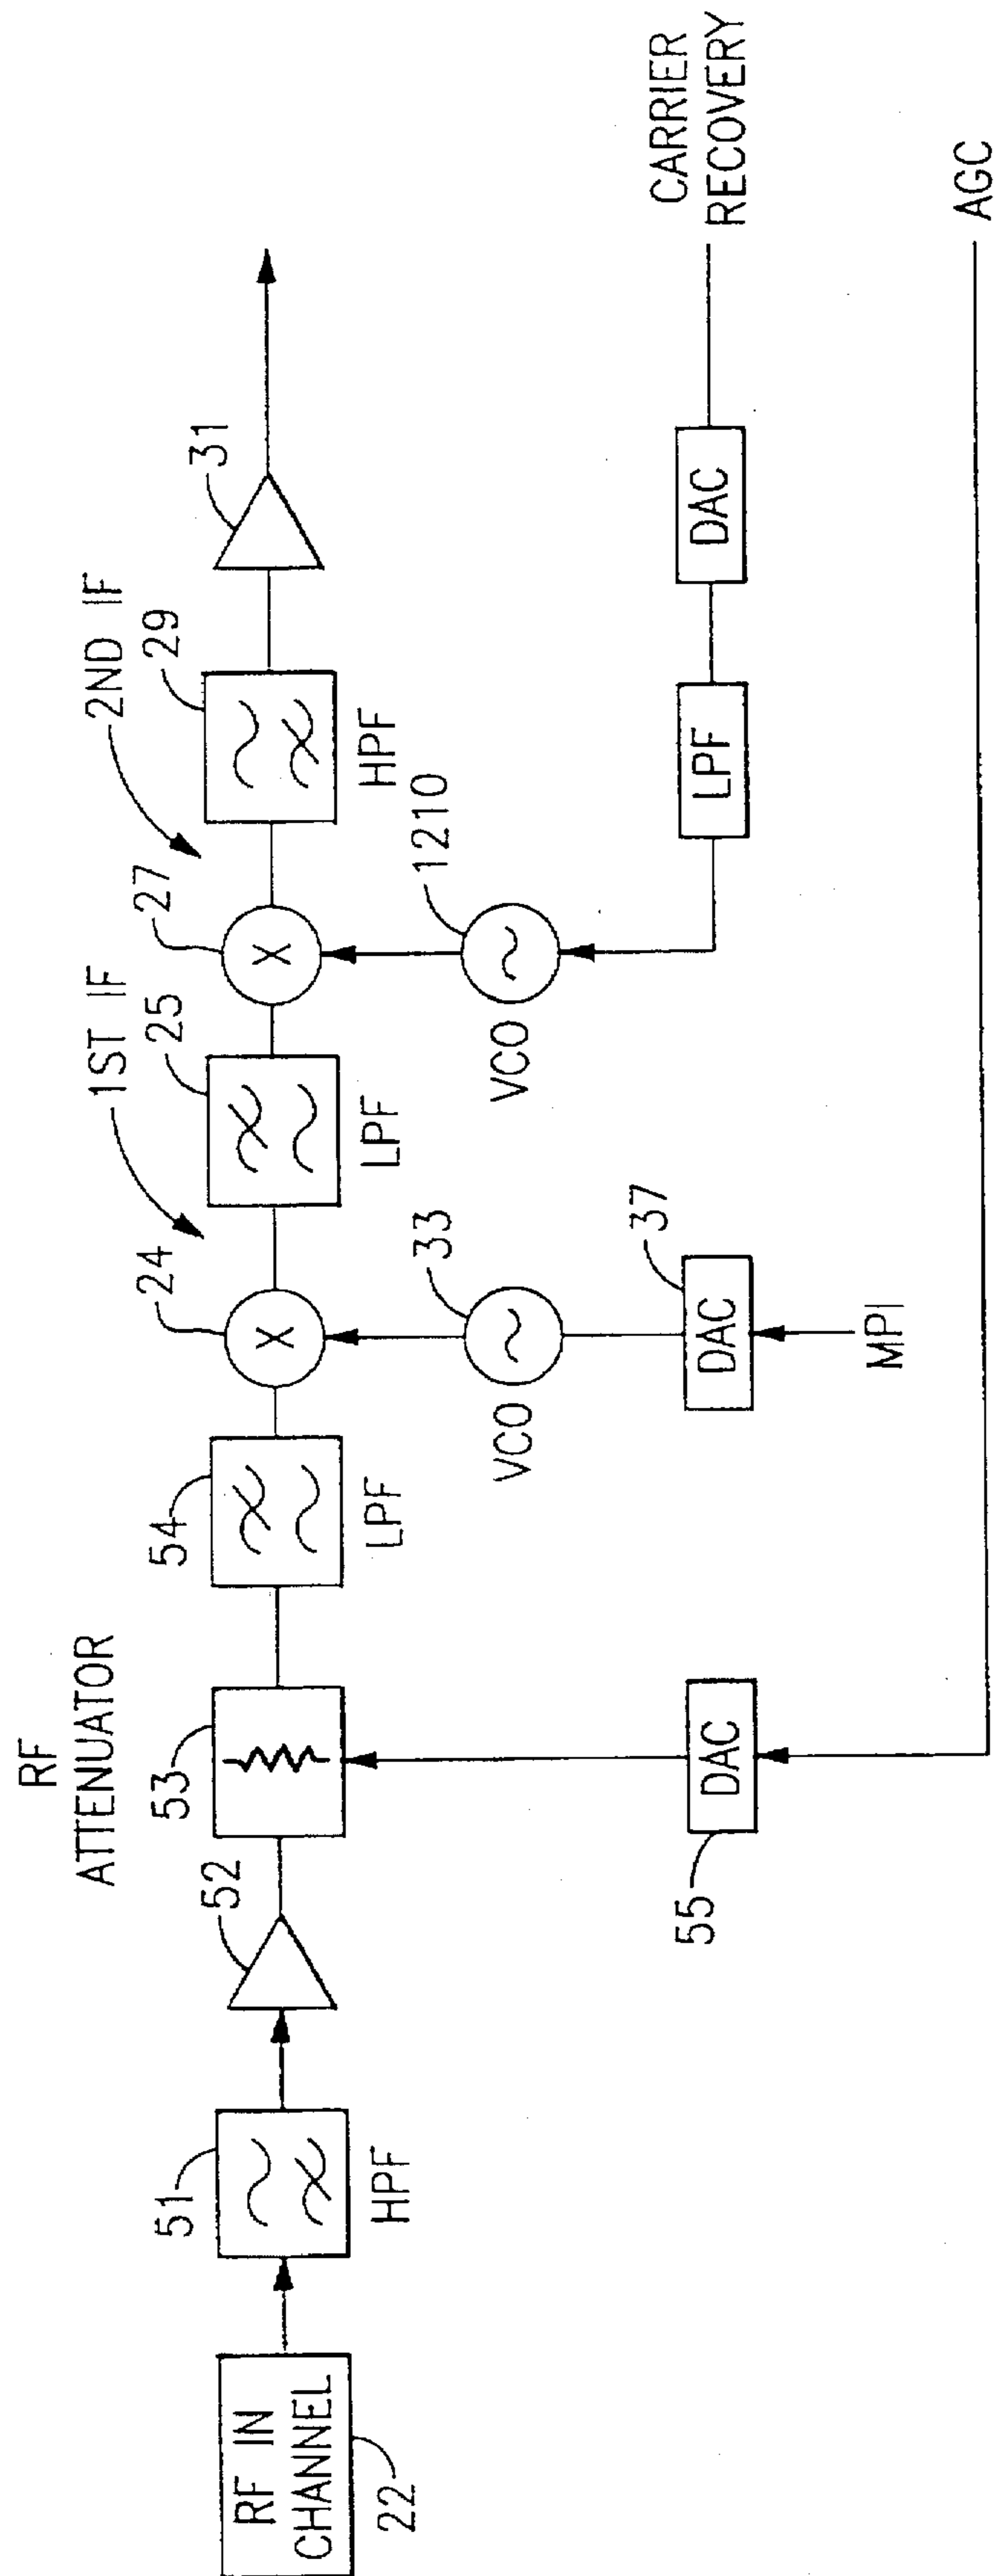 RF IN
CHANNEL
22
51
HPF
52
RF
ATTENUATOR
53
DAC
55
54
LPF
24
1ST IF
VCO
33
DAC
37
MPI
25
LPF
27
2ND IF
VCO
1210
29
HPF
31
LPF
DAC
CARRIER
RECOVERY
AGC
X
X